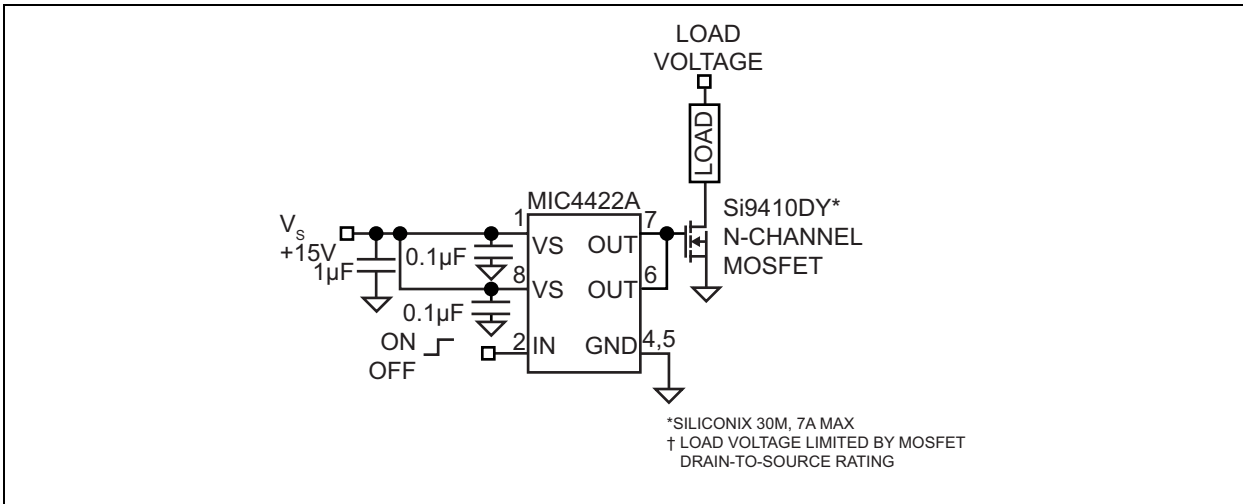 LOAD
VOLTAGE
LOAD
MIC4422A
Si9410DY*
N-CHANNEL
MOSFET
VS
+15V
1µF
0.1µF
0.1µF
1
VS
8
VS
2
IN
7
OUT
6
OUT
GND
4,5
ON
OFF
*SILICONIX 30M, 7A MAX
† LOAD VOLTAGE LIMITED BY MOSFET
DRAIN-TO-SOURCE RATING